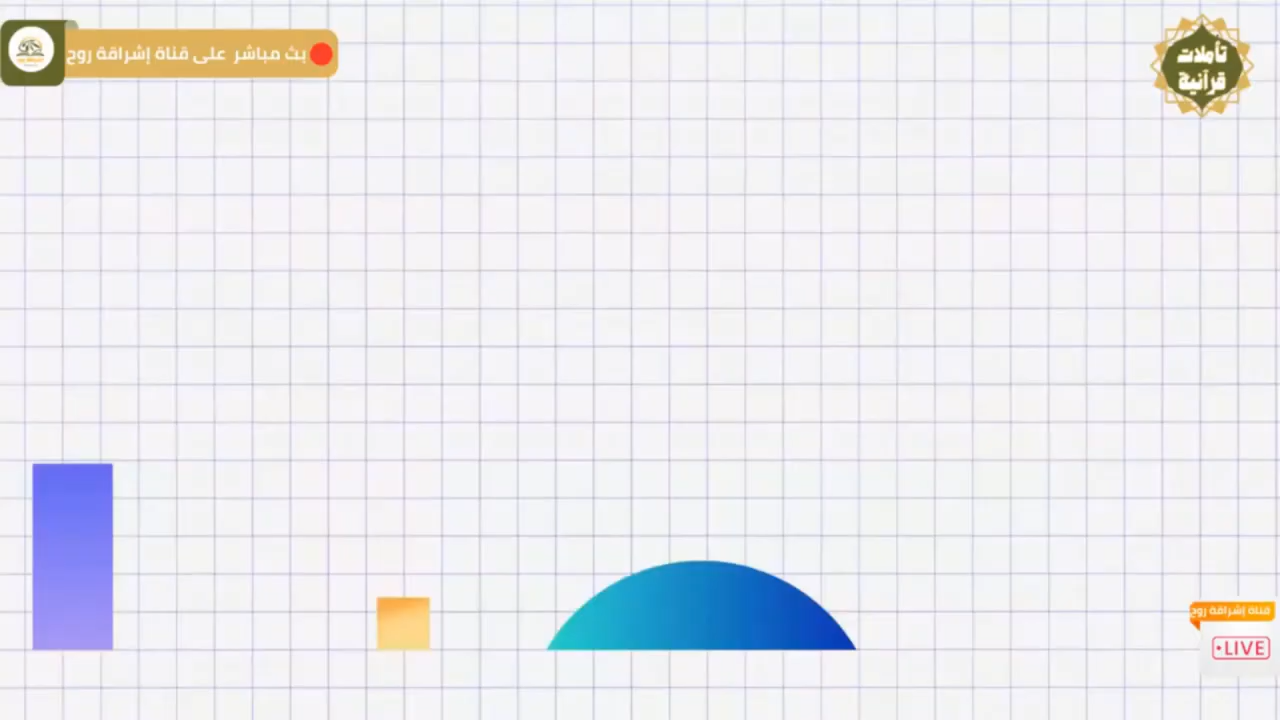 بث مباشر على قناة إشراقة روح
تأملات
قرآنية
قناة إشراقة روح
LIVE